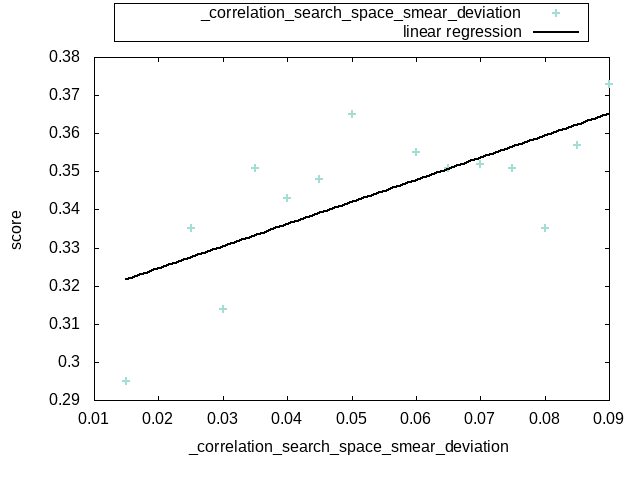 _correlation_search_space_smear_deviation
linear regression
0.38
0.37
0.36
0.35
0.34
0.33
0.32
0.31
0.3
0.29
score
0.01 0.02 0.03 0.04 0.05 0.06 0.07 0.08 0.09
_correlation_search_space_smear_deviation